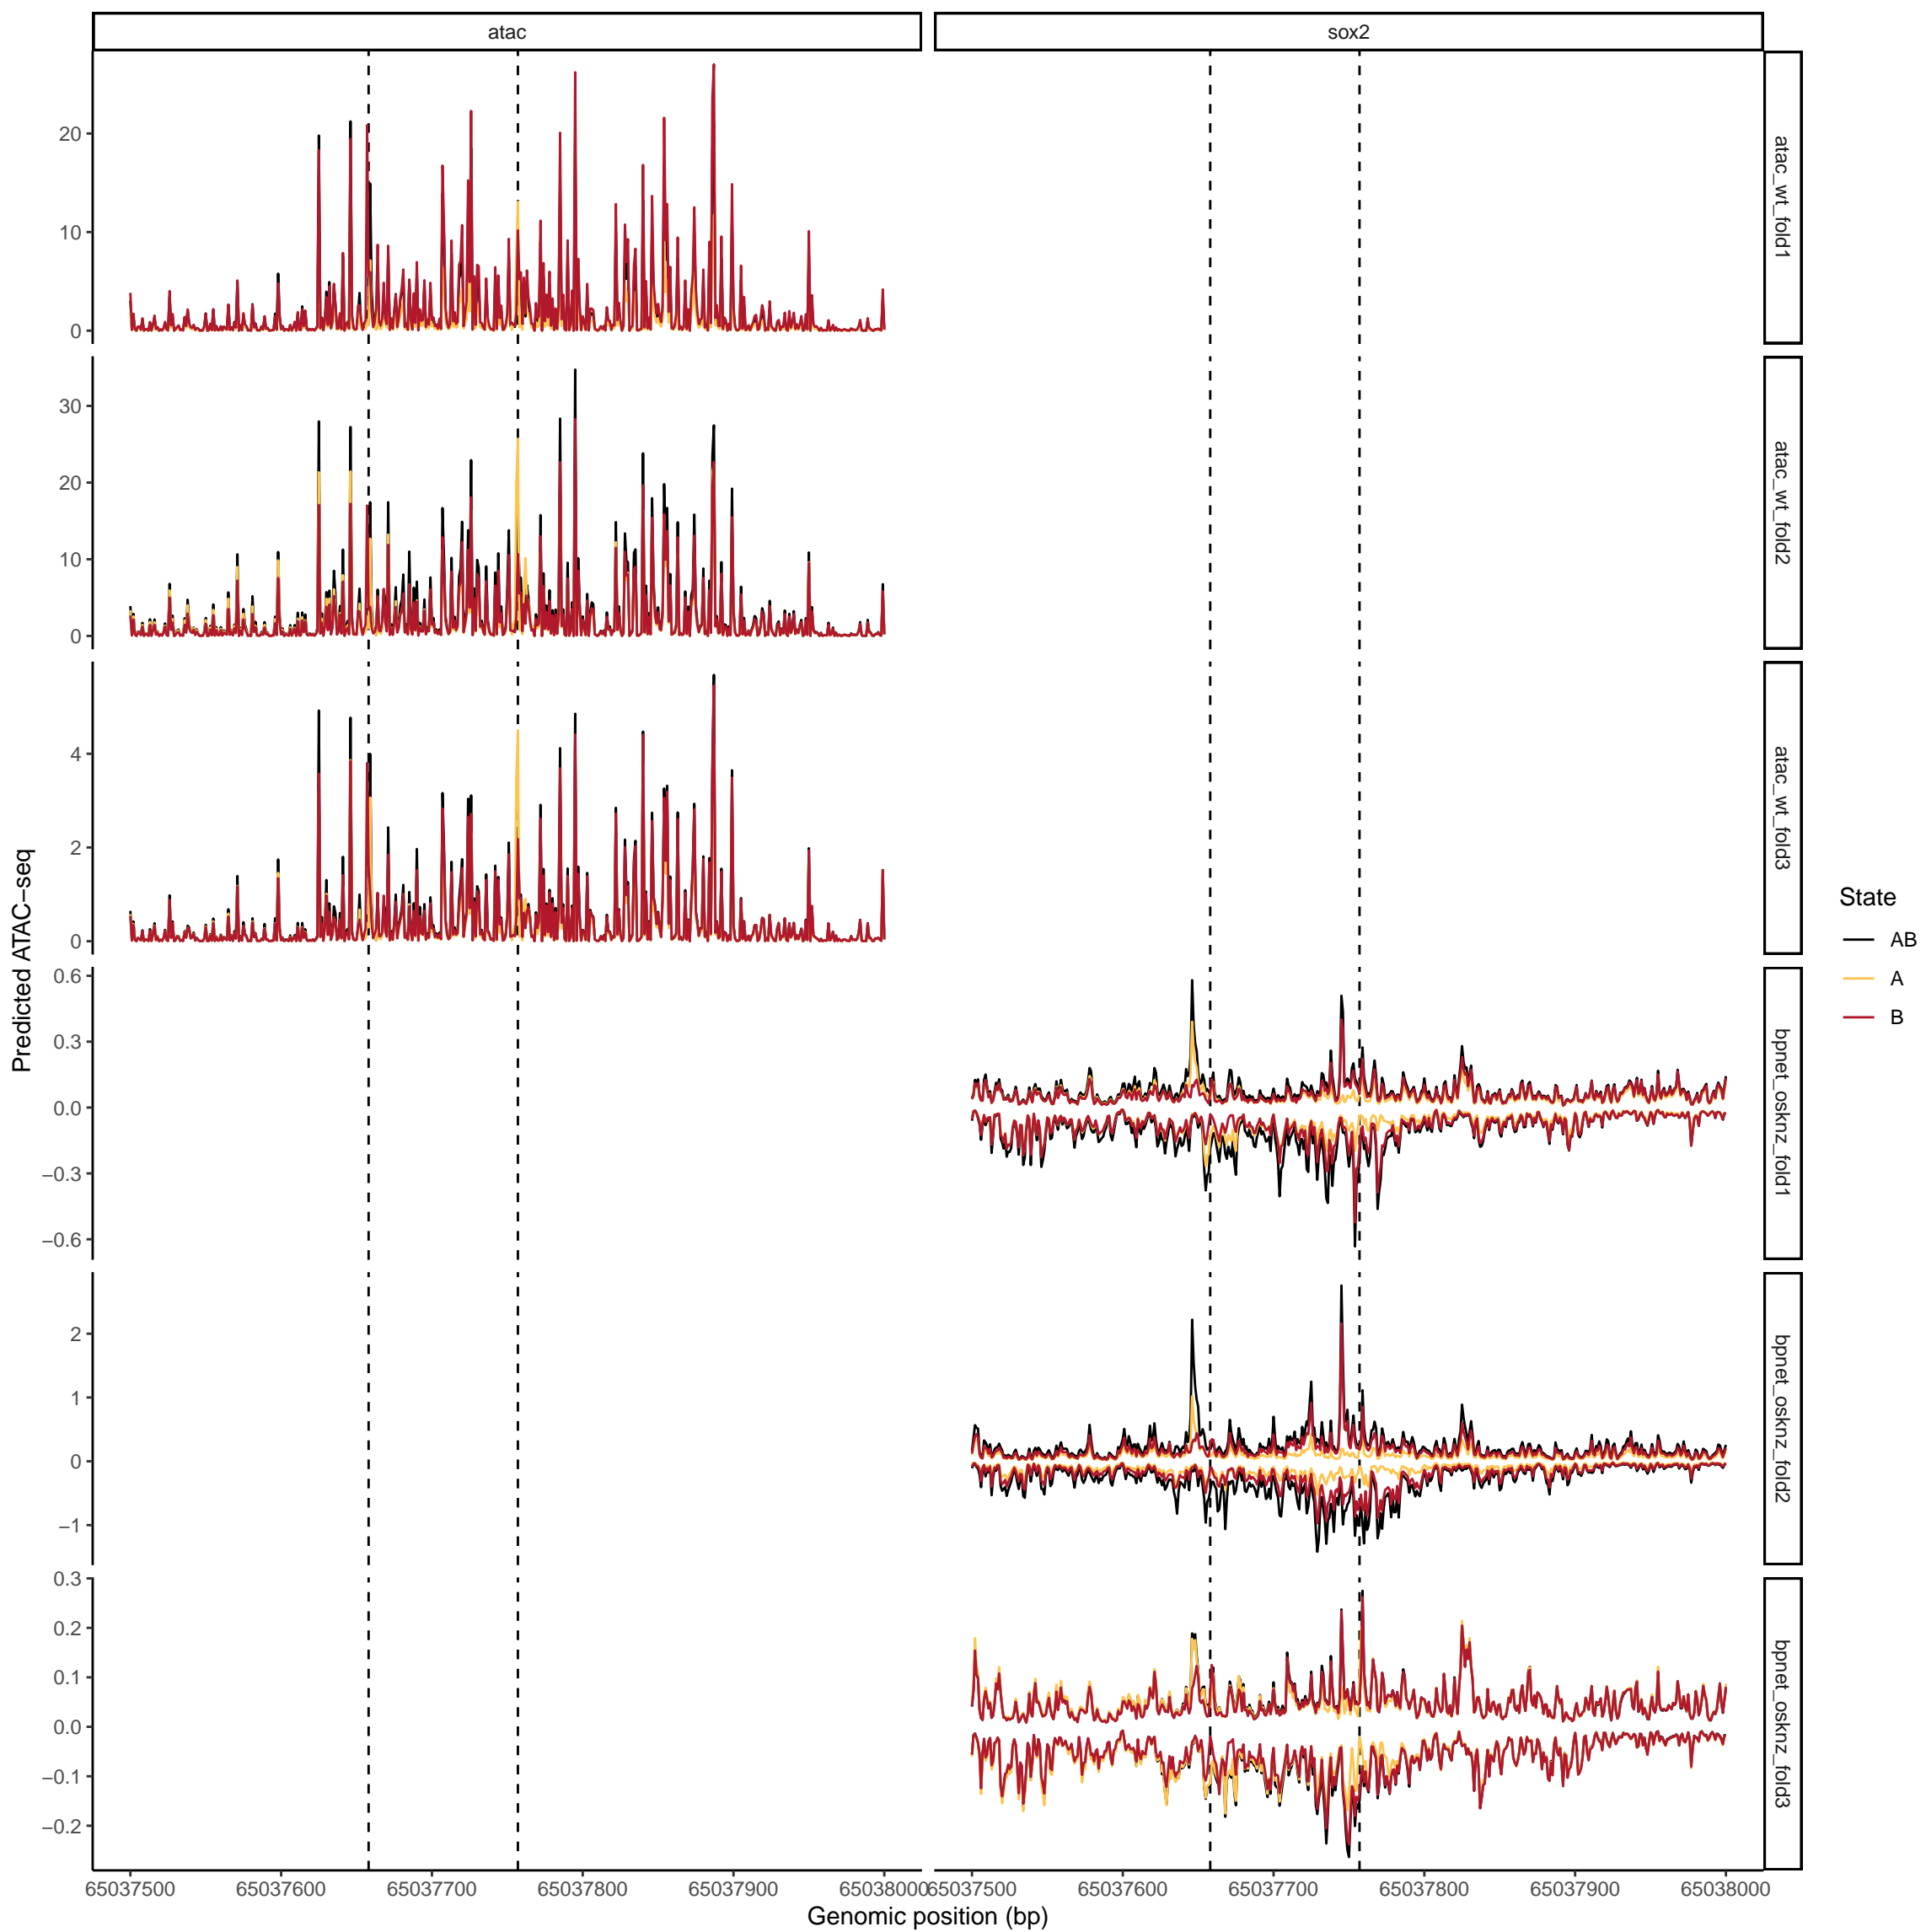 atac
sox2
20
10
0
atac_wt_fold1
30
20
10
0
atac_wt_fold2
4
2
0
atac_wt_fold3
0.6
0.3
0.0
−0.3
−0.6
bpnet_osknz_fold1
2
1
0
−1
bpnet_osknz_fold2
0.3
0.2
0.1
0.0
−0.1
−0.2
bpnet_osknz_fold3
Predicted ATAC−seq
65037500 65037600 65037700 65037800 65037900 65038000
65037500 65037600 65037700 65037800 65037900 65038000
Genomic position (bp)
State
AB
A
B